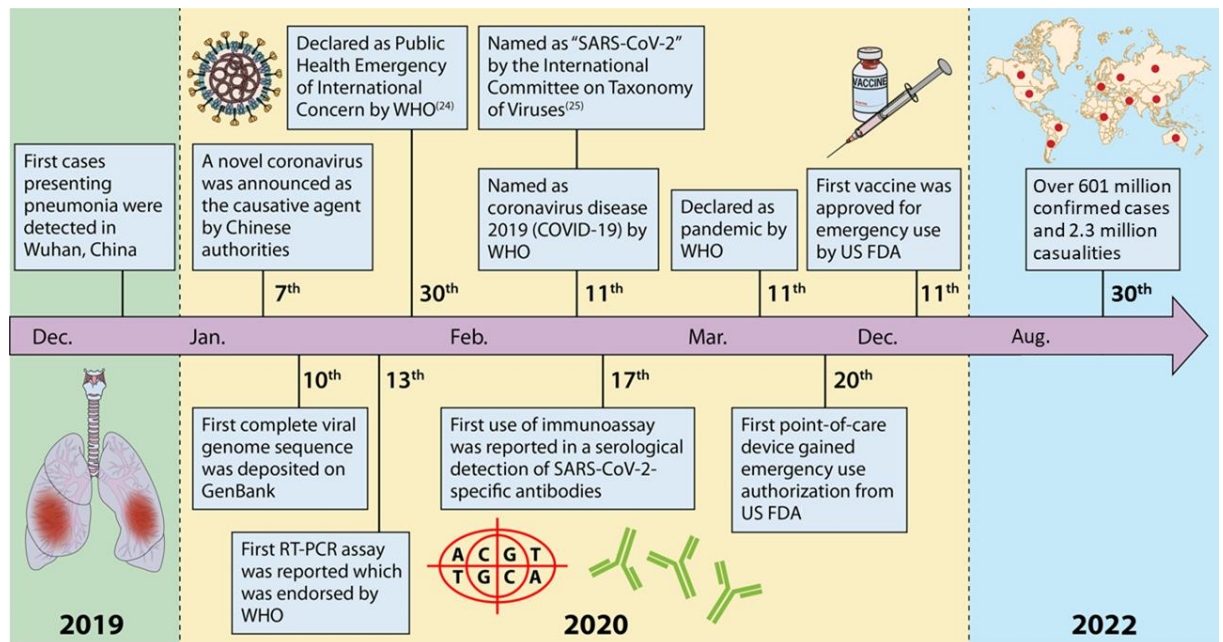 Declared as Public
Health Emergency
of International
Concern by WHO(24)
Named as “SARS-CoV-2”
by the International
Committee on Taxonomy
of Viruses(25)
VACCINE
First cases
presenting
pneumonia were
detected in
Wuhan, China
A novel coronavirus
was announced as
the causative agent
by Chinese
authorities
Named as
coronavirus disease
2019 (COVID-19) by
WHO
Declared as
pandemic by
WHO
First vaccine was
approved for
emergency use
by US FDA
Over 601 million
confirmed cases
and 2.3 million
casualities
7th
30th
11th
11th
11th
30th
Dec.
Jan.
Feb.
Mar.
Dec.
Aug.
10th
13th
17th
20th
First complete viral
genome sequence
was deposited on
GenBank
First use of immunoassay
was reported in a serological
detection of SARS-CoV-2-
specific antibodies
First point-of-care
device gained
emergency use
authorization from
US FDA
First RT-PCR assay
was reported which
was endorsed by
WHO
A C G T
T G C A
2019
2020
2022